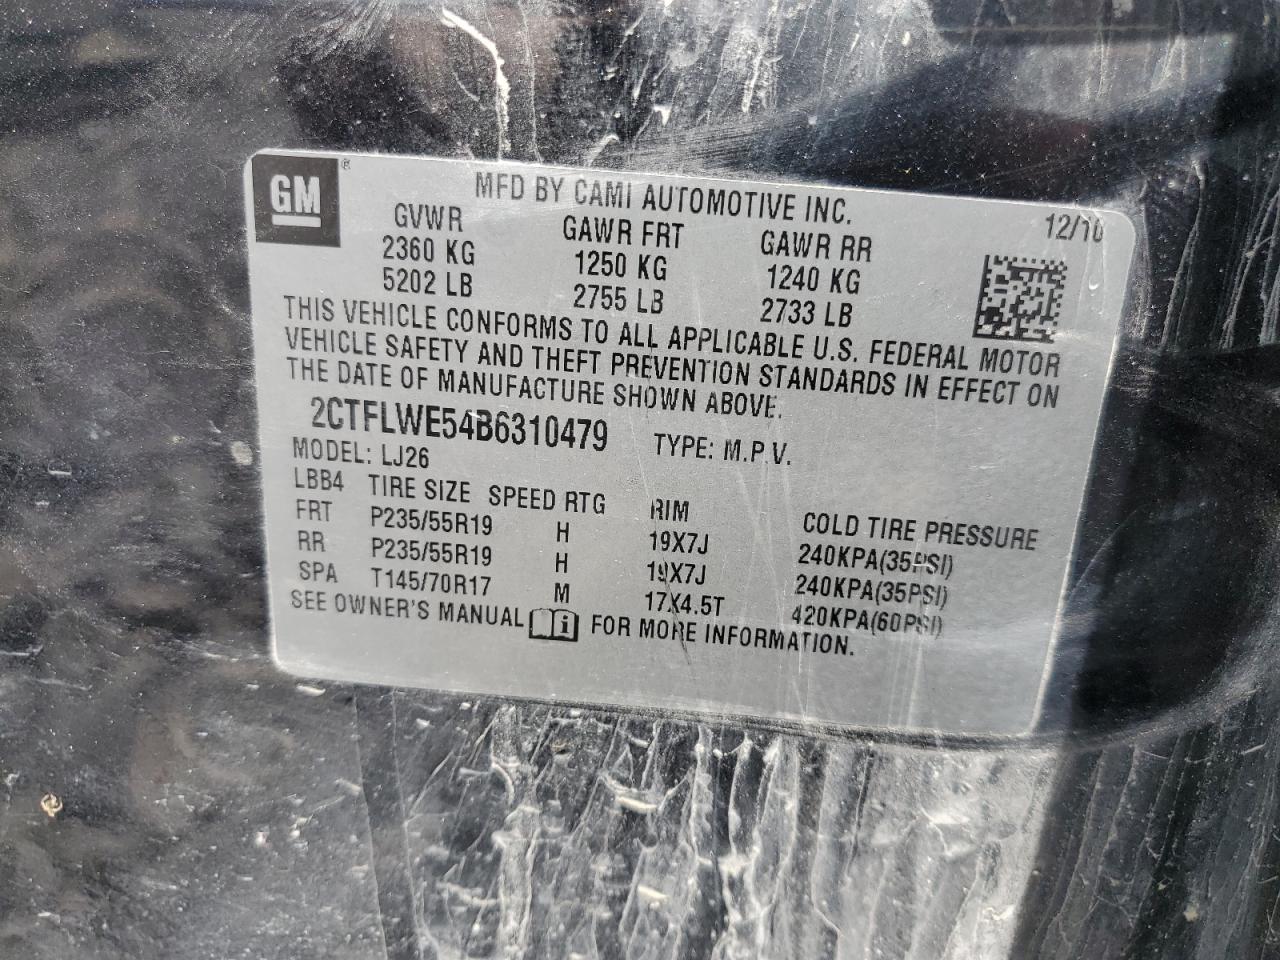 GM ®
MFD BY CAMI AUTOMOTIVE INC.
12/10
GVWR GAWR FRT GAWR RR
2360 KG 1250 KG 1240 KG
5202 LB 2755 LB 2733 LB
THIS VEHICLE CONFORMS TO ALL APPLICABLE U.S. FEDERAL MOTOR
VEHICLE SAFETY AND THEFT PREVENTION STANDARDS IN EFFECT ON
THE DATE OF MANUFACTURE SHOWN ABOVE.
2CTFLWE54B6310479 TYPE: M.P.V.
MODEL: LJ26
LBB4 TIRE SIZE SPEED RTG RIM COLD TIRE PRESSURE
FRT P235/55R19 H 19X7J 240KPA(35PSI)
RR P235/55R19 H 19X7J 240KPA(35PSI)
SPA T145/70R17 M 17X4.5T 420KPA(60PSI)
SEE OWNER'S MANUAL i FOR MORE INFORMATION.